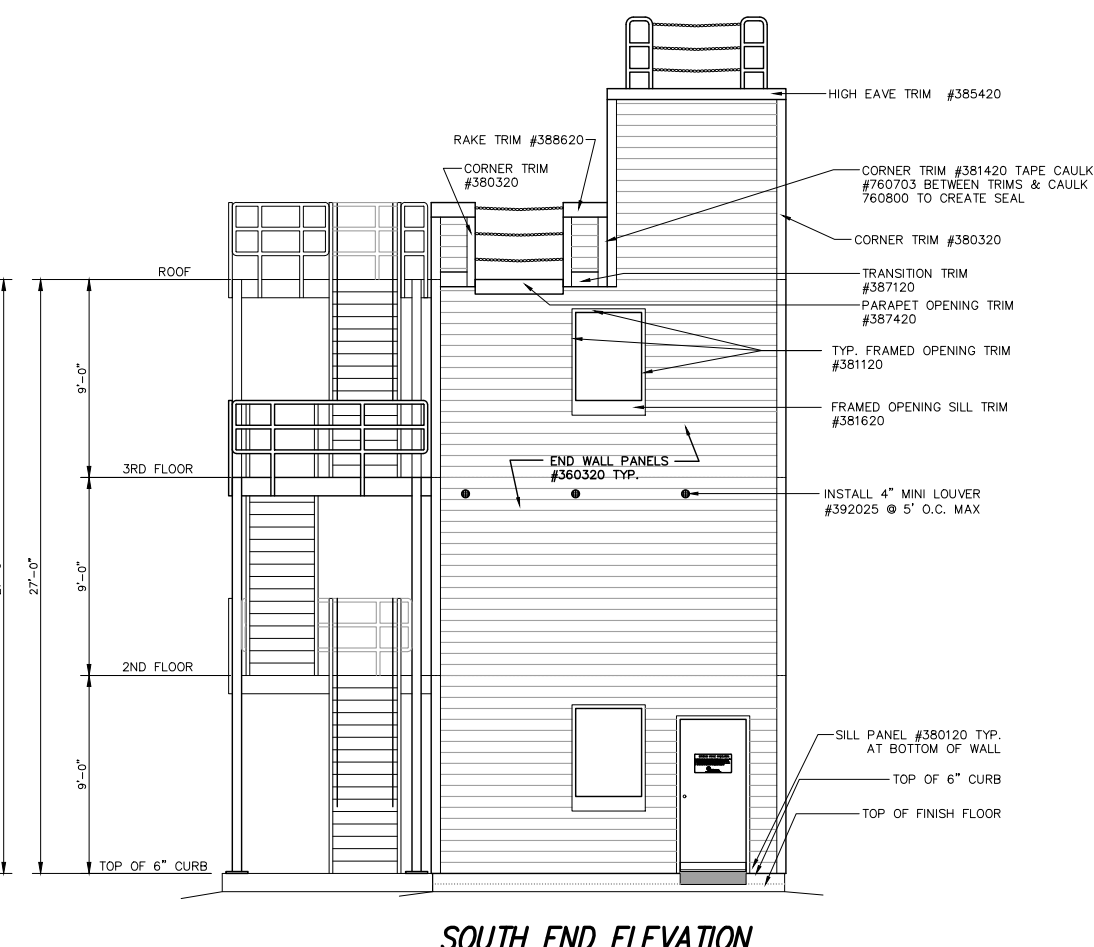 HIGH EAVE TRIM #385420
RAKE TRIM #388620
CORNER TRIM
#380320
CORNER TRIM #381420 TAPE CAULK
#760703 BETWEEN TRIMS & CAULK
760800 TO CREATE SEAL
CORNER TRIM #380320
ROOF
TRANSITION TRIM
#387120
PARAPET OPENING TRIM
#387420
TYP. FRAMED OPENING TRIM
#381120
9'-0"
FRAMED OPENING SILL TRIM
#381620
3RD FLOOR
END WALL PANELS
#360320 TYP.
INSTALL 4" MINI LOUVER
#392025 @ 5' O.C. MAX
27'-0"
9'-0"
2ND FLOOR
9'-0"
SILL PANEL #380120 TYP.
AT BOTTOM OF WALL
TOP OF 6" CURB
TOP OF FINISH FLOOR
TOP OF 6" CURB
SOUTH END ELEVATION